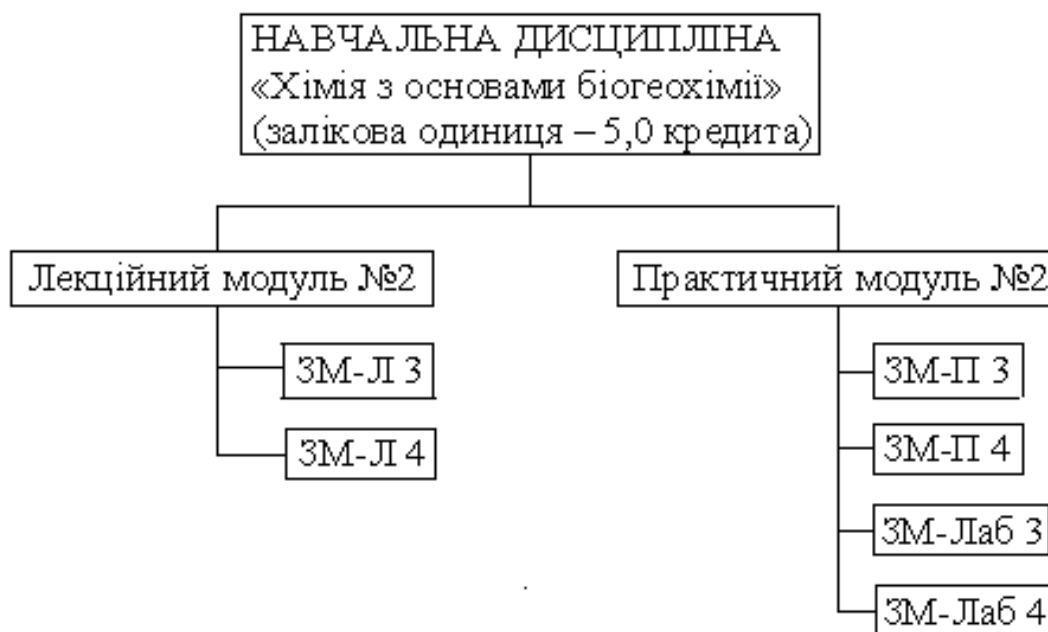 НАВЧАЛЬНА ДИСЦИПЛІНА
«Хімія з основами біогеохімії»
(залікова одиниця – 5,0 кредита)
Лекційний модуль №2
Практичний модуль №2
ЗМ-Л 3
ЗМ-П 3
ЗМ-Л 4
ЗМ-П 4
ЗМ-Лаб 3
ЗМ-Лаб 4